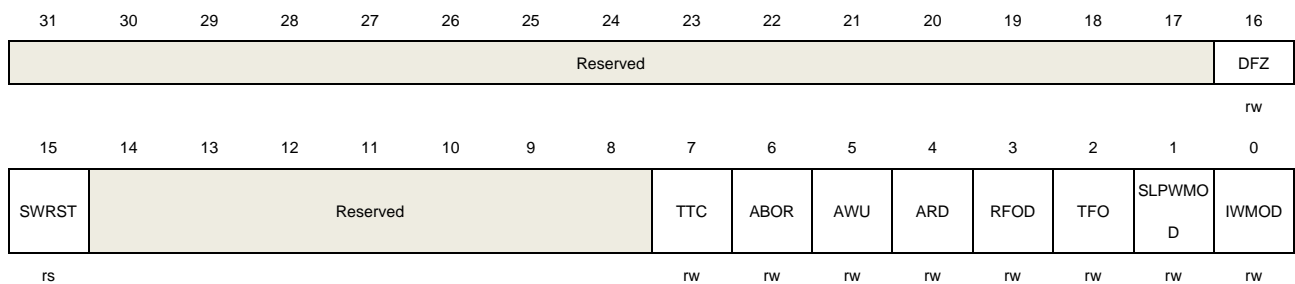 31 30 29 28 27 26 25 24 23 22 21 20 19 18 17 16
Reserved DFZ
rw
15 14 13 12 11 10 9 8 7 6 5 4 3 2 1 0
SWRST Reserved TTC ABOR AWU ARD RFOD TFO SLPWMO IWMOD
D
rs rw rw rw rw rw rw rw rw